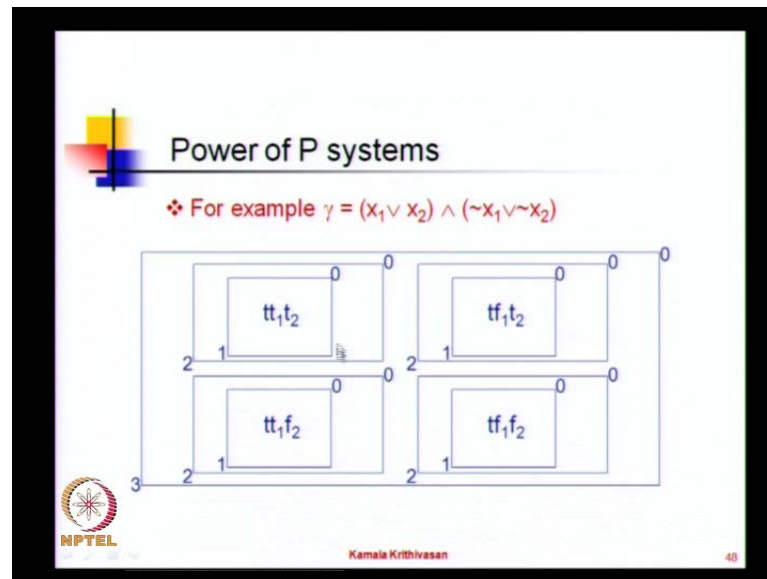 Power of P systems
❖ For example γ = (x₁∨ x₂) ∧ (~x₁∨~x₂)
0
0 0
0 0
tt₁t₂ tf₁t₂
1 1
2 2
0 0
0 0
tt₁f₂ tf₁f₂
1 1
2 2
3
NPTEL
Kamala Krithivasan 48